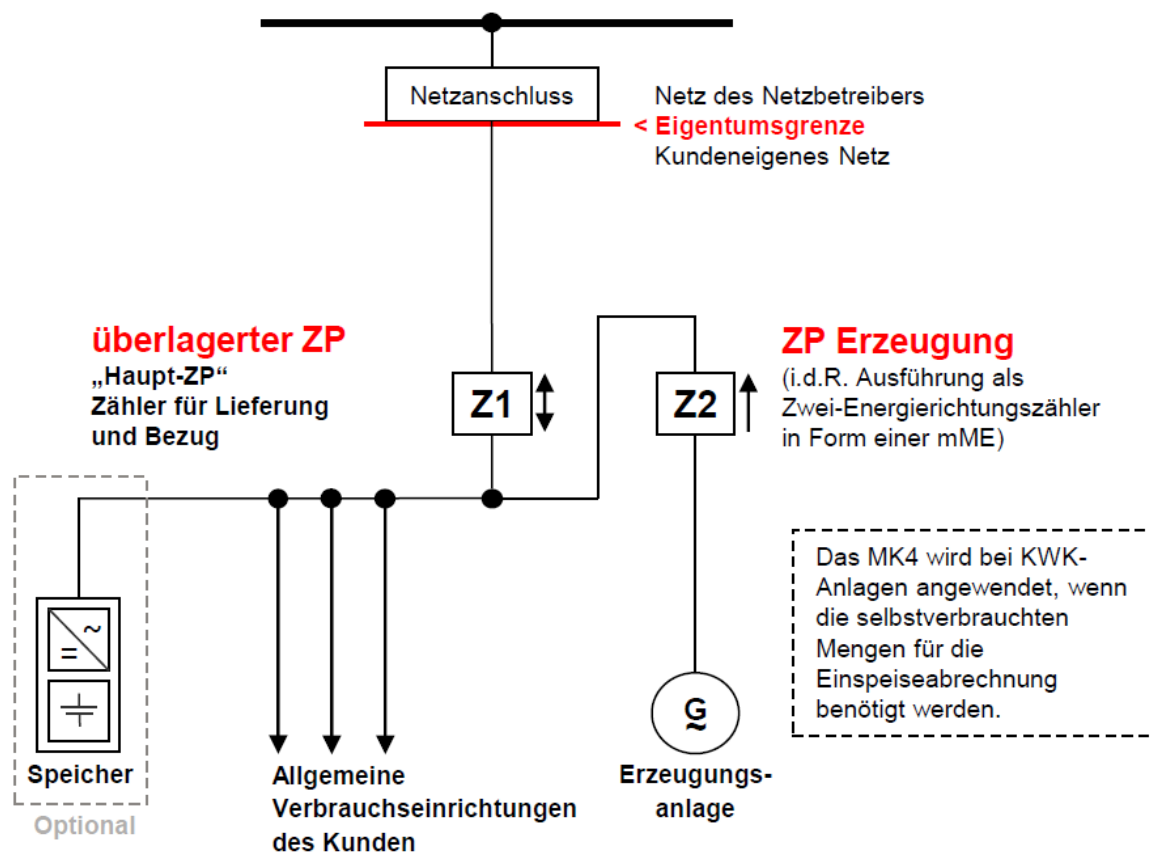 Netzanschluss
Netz des Netzbetreibers
< Eigentumsgrenze
Kundeneigenes Netz
überlagerter ZP
„Haupt-ZP“
Zähler für Lieferung
und Bezug
Z1
Z2
ZP Erzeugung
(i.d.R. Ausführung als
Zwei-Energierichtungszähler
in Form einer mME)
Das MK4 wird bei KWK-
Anlagen angewendet, wenn
die selbstverbrauchten
Mengen für die
Einspeiseabrechnung
benötigt werden.
~
=
G
~
Speicher
Optional
Allgemeine
Verbrauchseinrichtungen
des Kunden
Erzeugungs-
anlage